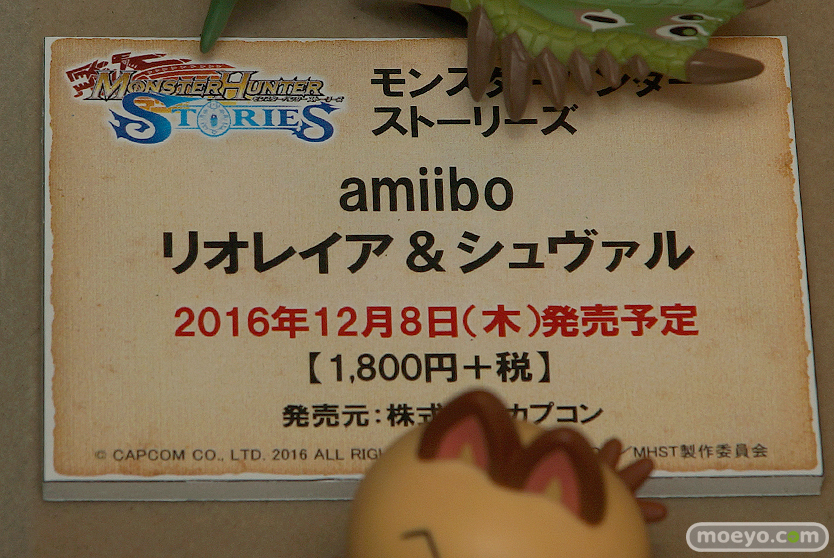 MONSTER HUNTER
STORIES
モンスターハンター
ストーリーズ
amiibo
リオレイア＆シュヴァル
2016年12月8日(木)発売予定
【1,800円＋税】
発売元:株式 カプコン
© CAPCOM CO., LTD. 2016 ALL RIGH /MHST製作委員会
moeyo.com